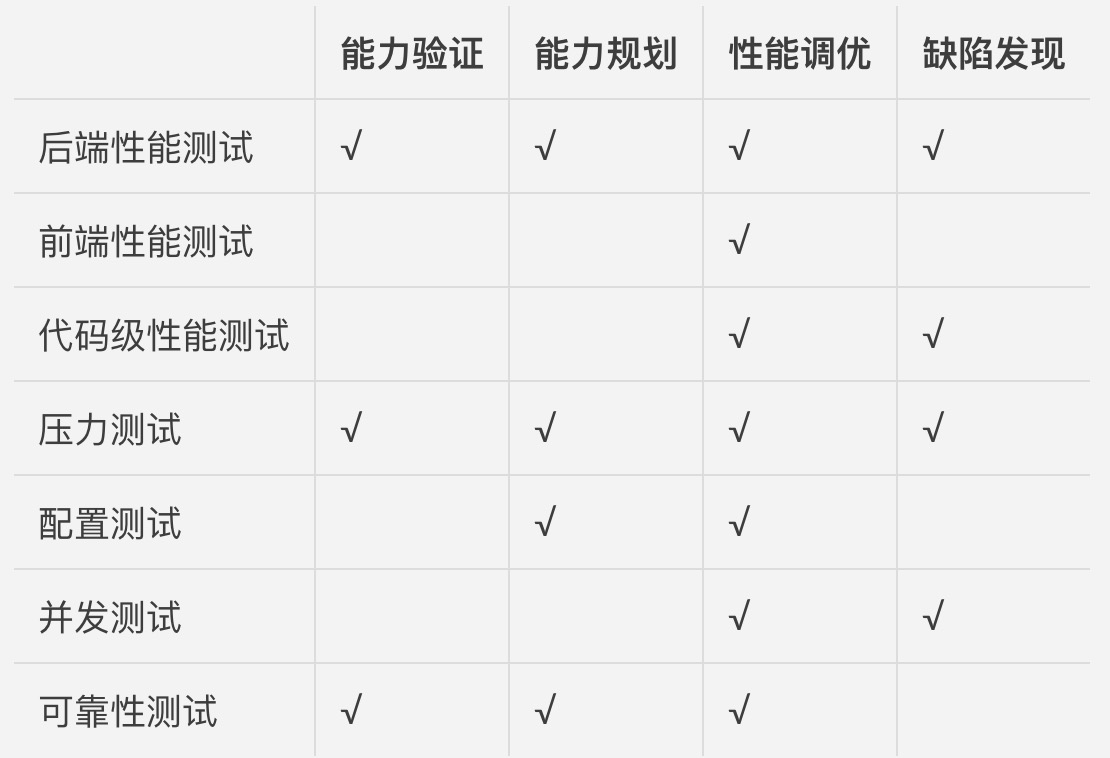 能力验证 能力规划 性能调优 缺陷发现
后端性能测试 √ √ √ √
前端性能测试 √
代码级性能测试 √ √
压力测试 √ √ √ √
配置测试 √ √
并发测试 √ √
可靠性测试 √ √ √